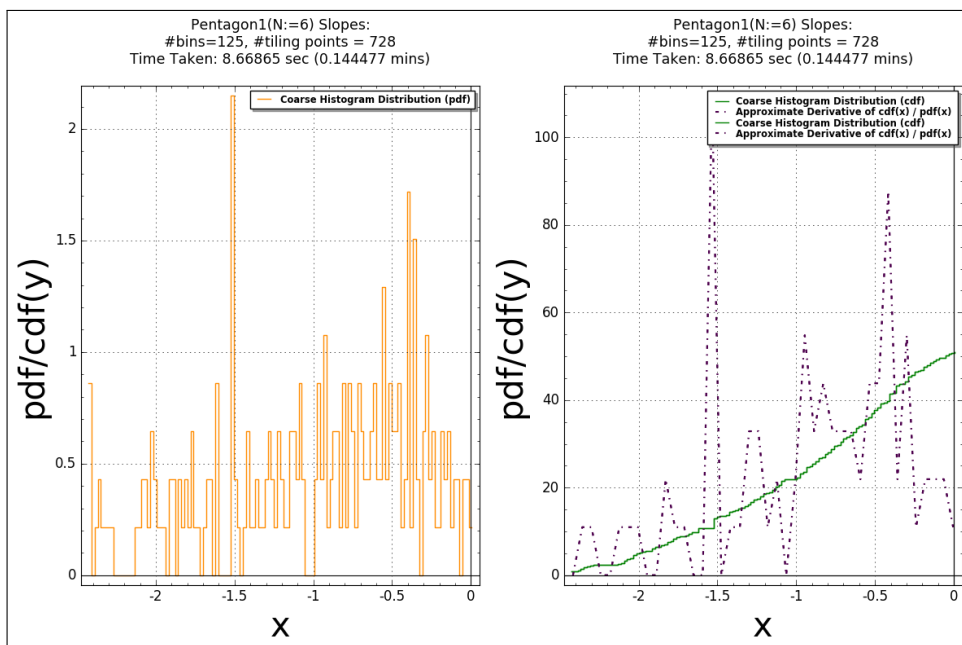 Pentagon1(N:=6) Slopes:
#bins=125, #tiling points = 728
Time Taken: 8.66865 sec (0.144477 mins)
Coarse Histogram Distribution (pdf)
2
1.5
1
0.5
0
-2
-1.5
-1
-0.5
0
pdf/cdf(y)
x
Pentagon1(N:=6) Slopes:
#bins=125, #tiling points = 728
Time Taken: 8.66865 sec (0.144477 mins)
Coarse Histogram Distribution (cdf)
Approximate Derivative of cdf(x) / pdf(x)
Coarse Histogram Distribution (cdf)
Approximate Derivative of cdf(x) / pdf(x)
100
80
60
40
20
0
-2
-1.5
-1
-0.5
0
pdf/cdf(y)
x